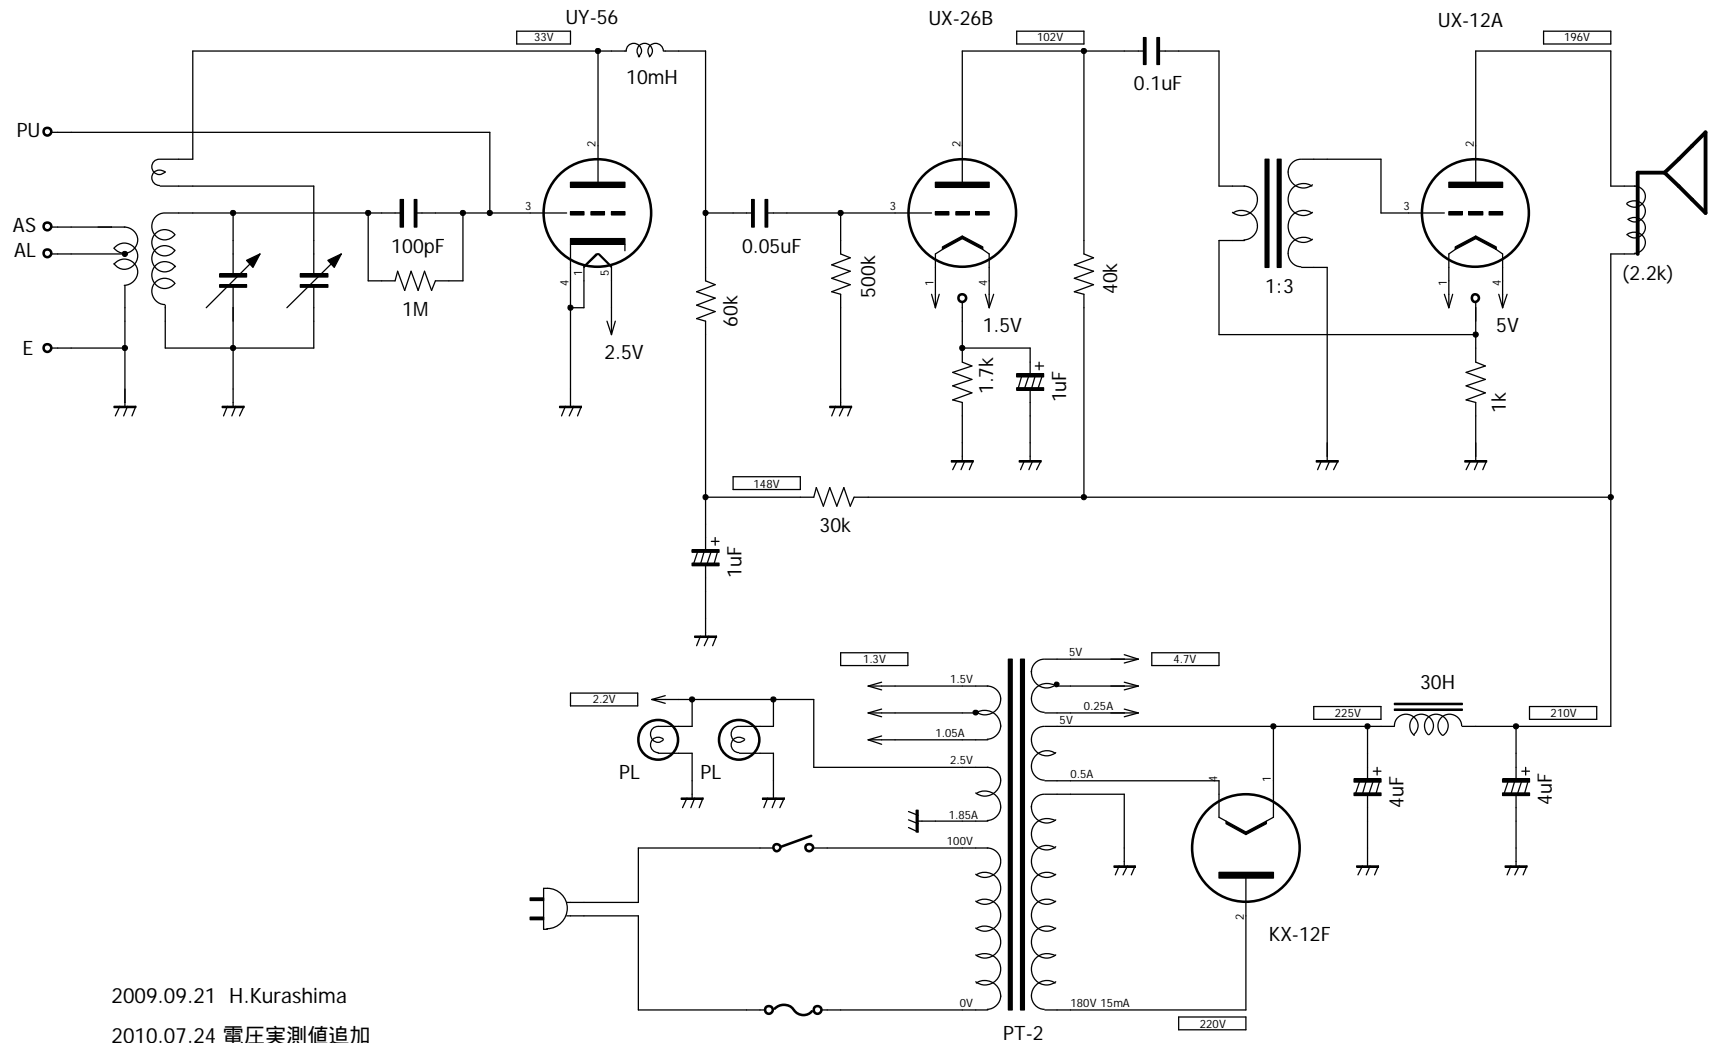 UY-56
UX-26B
UX-12A
33V
102V
196V
10mH
0.1uF
PU
2
2
2
AS
AL
3
3
3
100pF
0.05uF
1M
4
1
5
2.5V
60k
500k
1
4
1.5V
40k
1:3
1
4
5V
(2.2k)
E
1.7k
1uF
1k
148V
30k
1uF
1.3V
5V
4.7V
2.2V
1.5V
0.25A
30H
1.05A
5V
225V
210V
PL
PL
2.5V
0.5A
4
1
4uF
4uF
1.85A
100V
2
KX-12F
2009.09.21 H.Kurashima
0V
180V 15mA
220V
2010.07.24 電圧実測値追加
PT-2